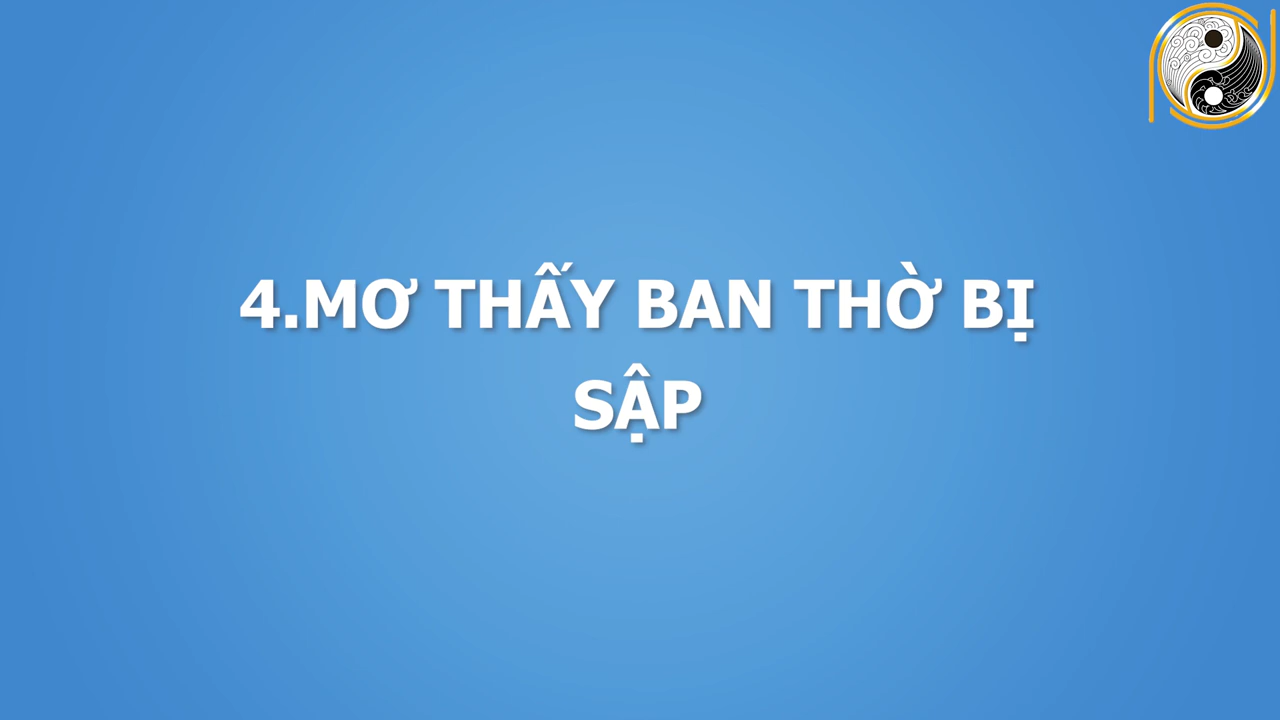 4.MƠ THẤY BAN THỜ BỊ
SẬP